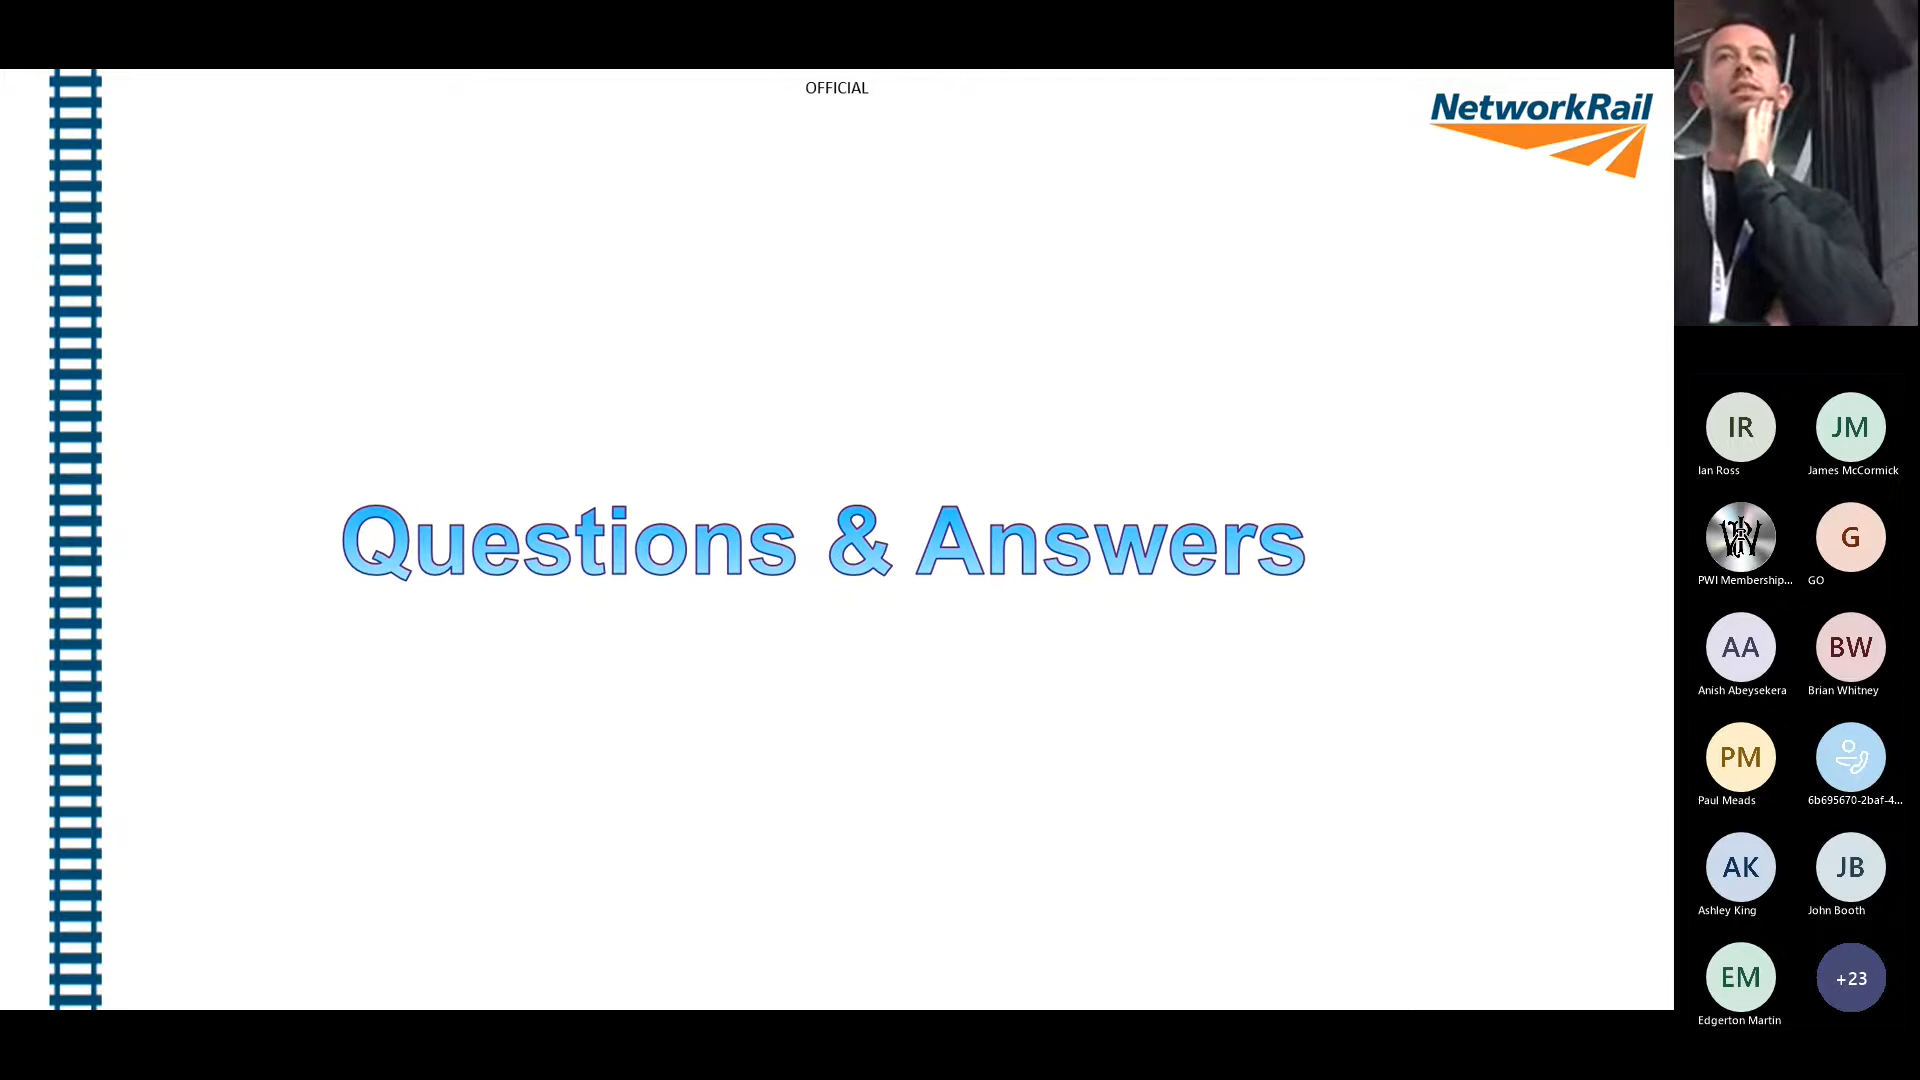 OFFICIAL
NetworkRail
Questions & Answers
IR
JM
Ian Ross
James McCormick
PWI Membership...
G
GO
AA
BW
Anish Abeysekera
Brian Whitney
PM
Paul Meads
6b695670-2baf-4...
AK
JB
Ashley King
John Booth
EM
+23
Edgerton Martin